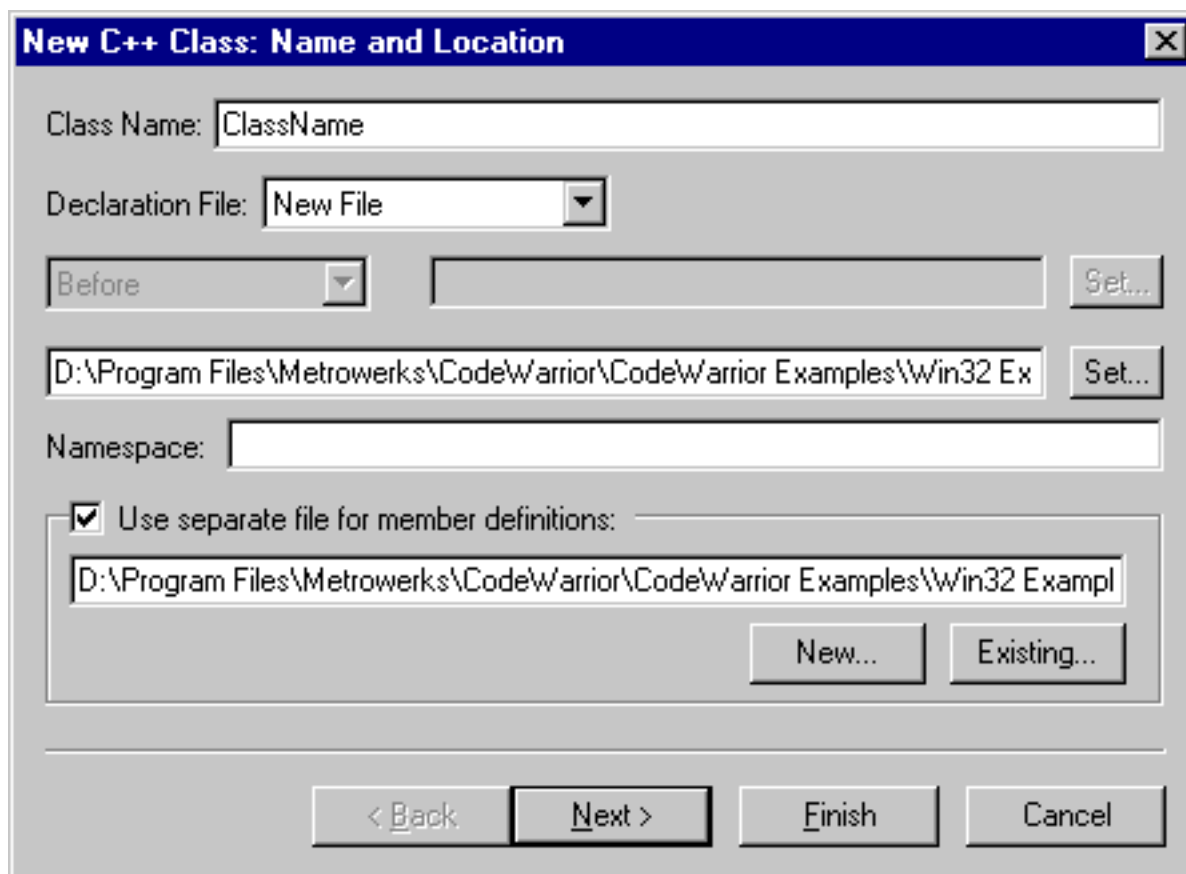 New C++ Class: Name and Location
Class Name: ClassName
Declaration File: New File
Before Set...
D:\Program Files\Metrowerks\CodeWarrior\CodeWarrior Examples\Win32 Ex Set...
Namespace:
Use separate file for member definitions:
D:\Program Files\Metrowerks\CodeWarrior\CodeWarrior Examples\Win32 Exampl
New... Existing...
< Back Next > Finish Cancel